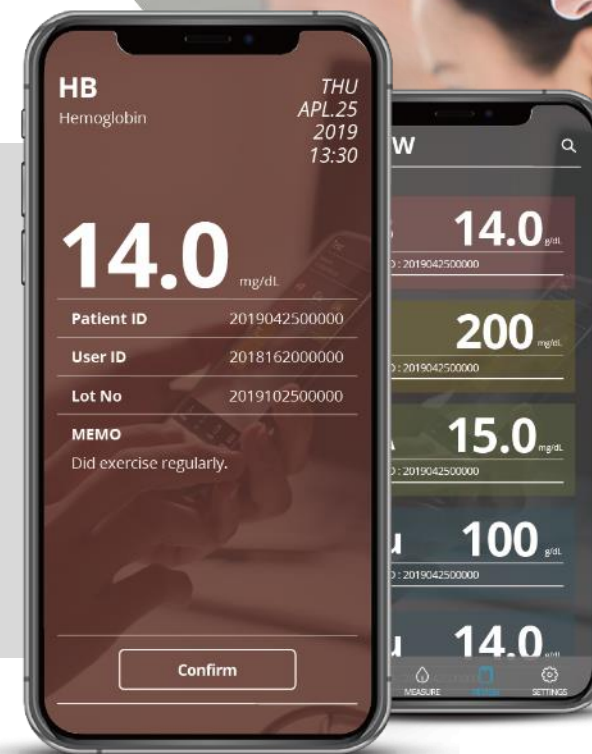 HB
Hemoglobin
THU
APL.25
2019
13:30
14.0 mg/dL
Patient ID 2019042500000
User ID 2018162000000
Lot No 2019102500000
MEMO
Did exercise regularly.
Confirm
W
14.0 g/dL
D : 2019042500000
200 mg/dL
D : 2019042500000
15.0 mg/dL
D : 2019042500000
u 100 g/dL
D : 2019042500000
u 14.0
MEASURE
SETTINGS